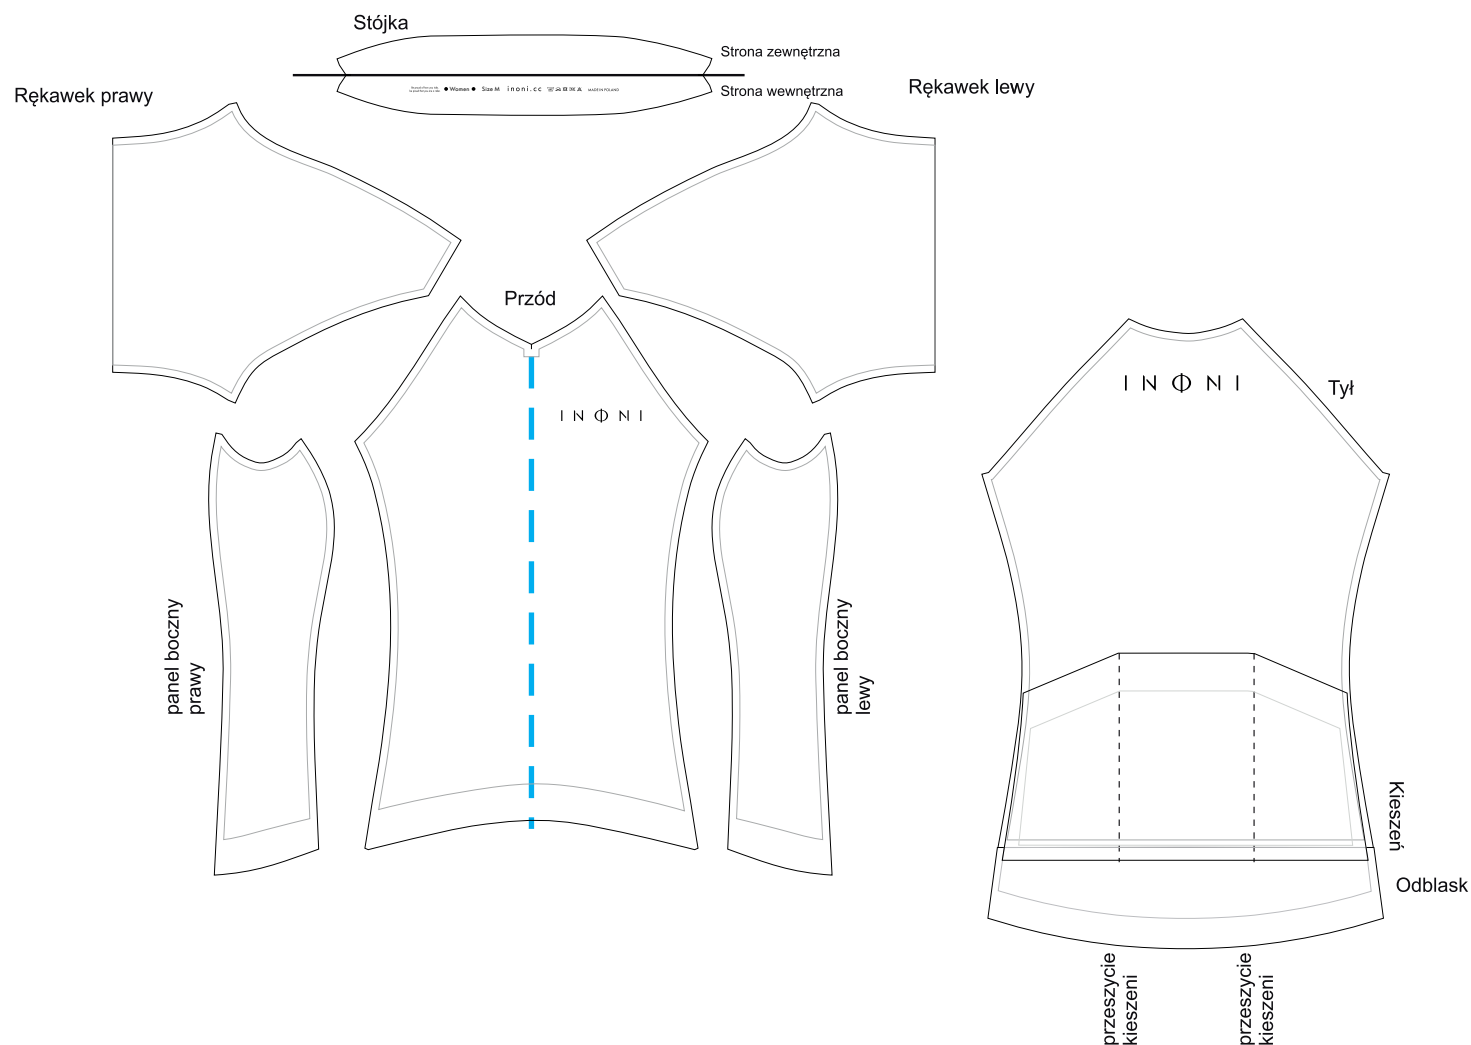 Stójka
Strona zewnętrzna
● Women ● Size M inoni.cc MADE IN POLAND
Strona wewnętrzna
Rękawek prawy
Rękawek lewy
Przód
INONI
INONI
Tył
panel boczny
prawy
panel boczny
lewy
Kieszeń
Odblask
przeszycie
kieszeni
przeszycie
kieszeni